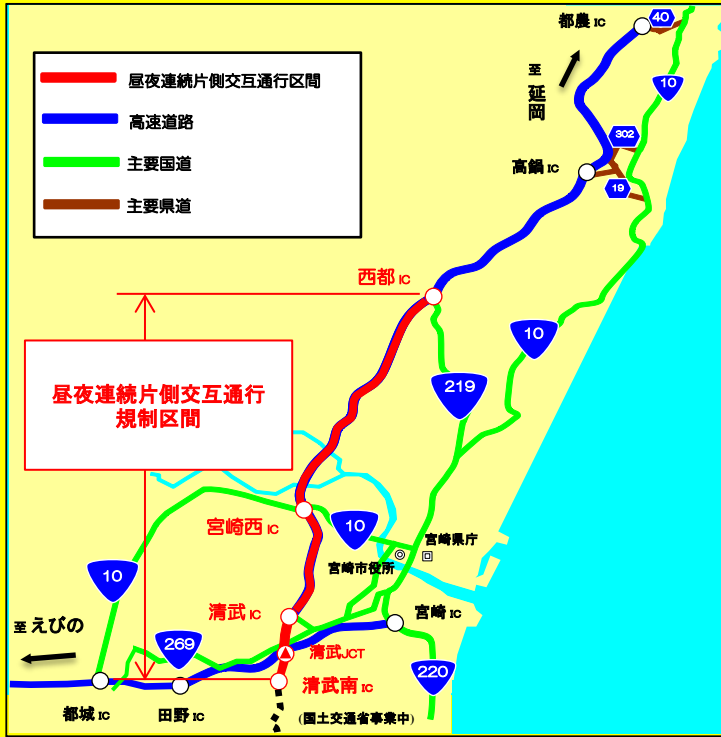 昼夜連続片側交互通行区間
高速道路
主要国道
主要県道
都農 IC
40
至
延岡
10
302
高鍋 IC
19
西都 IC
10
昼夜連続片側交互通行
規制区間
219
宮崎西 IC
10
宮崎県庁
宮崎市役所
10
清武 IC
宮崎 IC
至 えびの
269
清武JCT
220
清武南 IC
都城 IC
田野 IC
(国土交通省事業中)